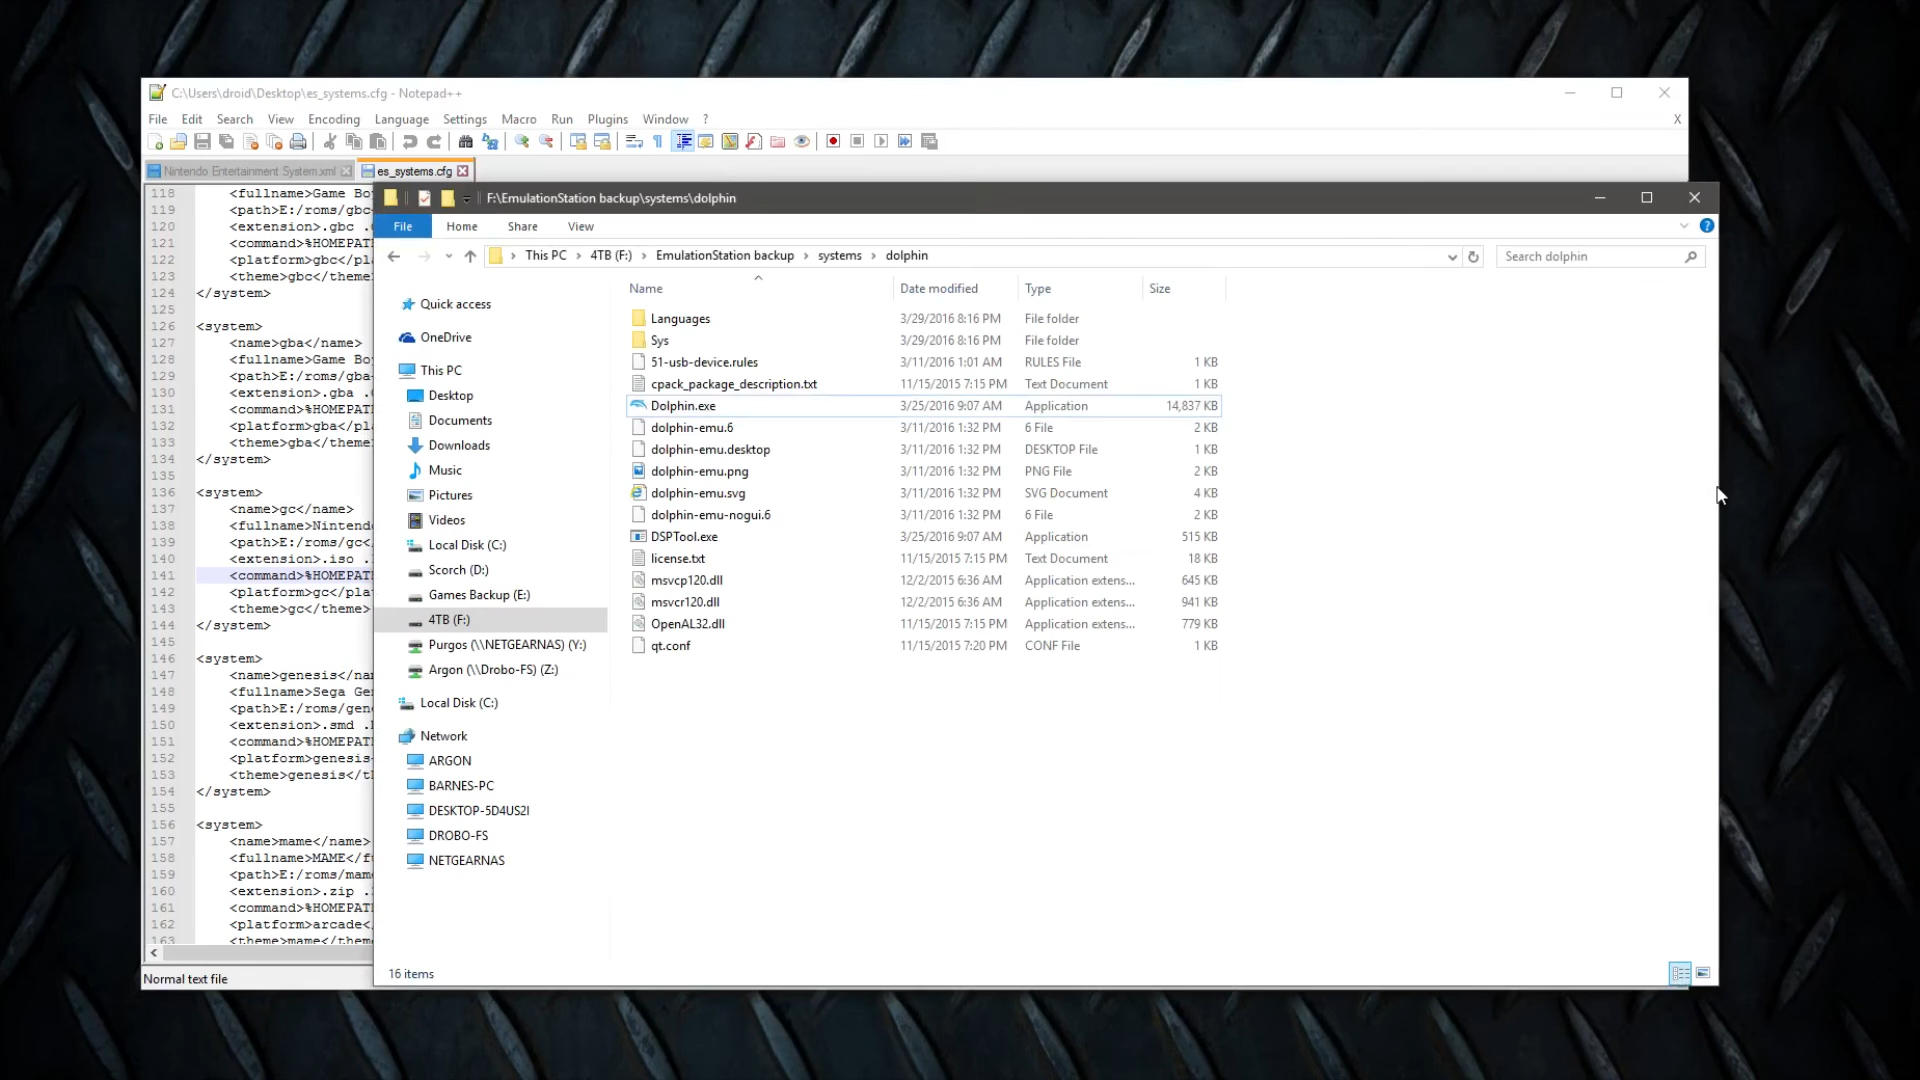 C:\Users\droid\Desktop\es_systems.cfg - Notepad++
File Edit Search View Encoding Language Settings Macro Run Plugins Window ? X
Nintendo Entertainment System.xml es_systems.cfg
118 <fullname>Game Bo
119 <path>E:/roms/gbc
120 <extension>.gbc .
121 <command>%HOMEPAT
122 <platform>gbc</pl
123 <theme>gbc</theme
124 </system>
125
126 <system>
127 <name>gba</name>
128 <fullname>Game Bo
129 <path>E:/roms/gba
130 <extension>.gba .
131 <command>%HOMEPAT
132 <platform>gba</pl
133 <theme>gba</theme
134 </system>
135
136 <system>
137 <name>gc</name>
138 <fullname>Nintend
139 <path>E:/roms/gc<
140 <extension>.iso .
141 <command>%HOMEPAT
142 <platform>gc</pla
143 <theme>gc</theme>
144 </system>
145
146 <system>
147 <name>genesis</na
148 <fullname>Sega Ge
149 <path>E:/roms/gen
150 <extension>.smd .
151 <command>%HOMEPAT
152 <platform>genesis
153 <theme>genesis</t
154 </system>
155
156 <system>
157 <name>mame</name>
158 <fullname>MAME</f
159 <path>E:/roms/mam
160 <extension>.zip .
161 <command>%HOMEPAT
162 <platform>arcade<
163 <theme>mame</them
Normal text file
F:\EmulationStation backup\systems\dolphin
File Home Share View
This PC > 4TB (F:) > EmulationStation backup > systems > dolphin
Search dolphin
Quick access
OneDrive
This PC
Desktop
Documents
Downloads
Music
Pictures
Videos
Local Disk (C:)
Scorch (D:)
Games Backup (E:)
4TB (F:)
Purgos (\\NETGEARNAS) (Y:)
Argon (\\Drobo-FS) (Z:)
Local Disk (C:)
Network
ARGON
BARNES-PC
DESKTOP-5D4US2I
DROBO-FS
NETGEARNAS
Name Date modified Type Size
Languages 3/29/2016 8:16 PM File folder
Sys 3/29/2016 8:16 PM File folder
51-usb-device.rules 3/11/2016 1:01 AM RULES File 1 KB
cpack_package_description.txt 11/15/2015 7:15 PM Text Document 1 KB
Dolphin.exe 3/25/2016 9:07 AM Application 14,837 KB
dolphin-emu.6 3/11/2016 1:32 PM 6 File 2 KB
dolphin-emu.desktop 3/11/2016 1:32 PM DESKTOP File 1 KB
dolphin-emu.png 3/11/2016 1:32 PM PNG File 2 KB
dolphin-emu.svg 3/11/2016 1:32 PM SVG Document 4 KB
dolphin-emu-nogui.6 3/11/2016 1:32 PM 6 File 2 KB
DSPTool.exe 3/25/2016 9:07 AM Application 515 KB
license.txt 11/15/2015 7:15 PM Text Document 18 KB
msvcp120.dll 12/2/2015 6:36 AM Application extens... 645 KB
msvcr120.dll 12/2/2015 6:36 AM Application extens... 941 KB
OpenAL32.dll 11/15/2015 7:15 PM Application extens... 779 KB
qt.conf 11/15/2015 7:20 PM CONF File 1 KB
16 items